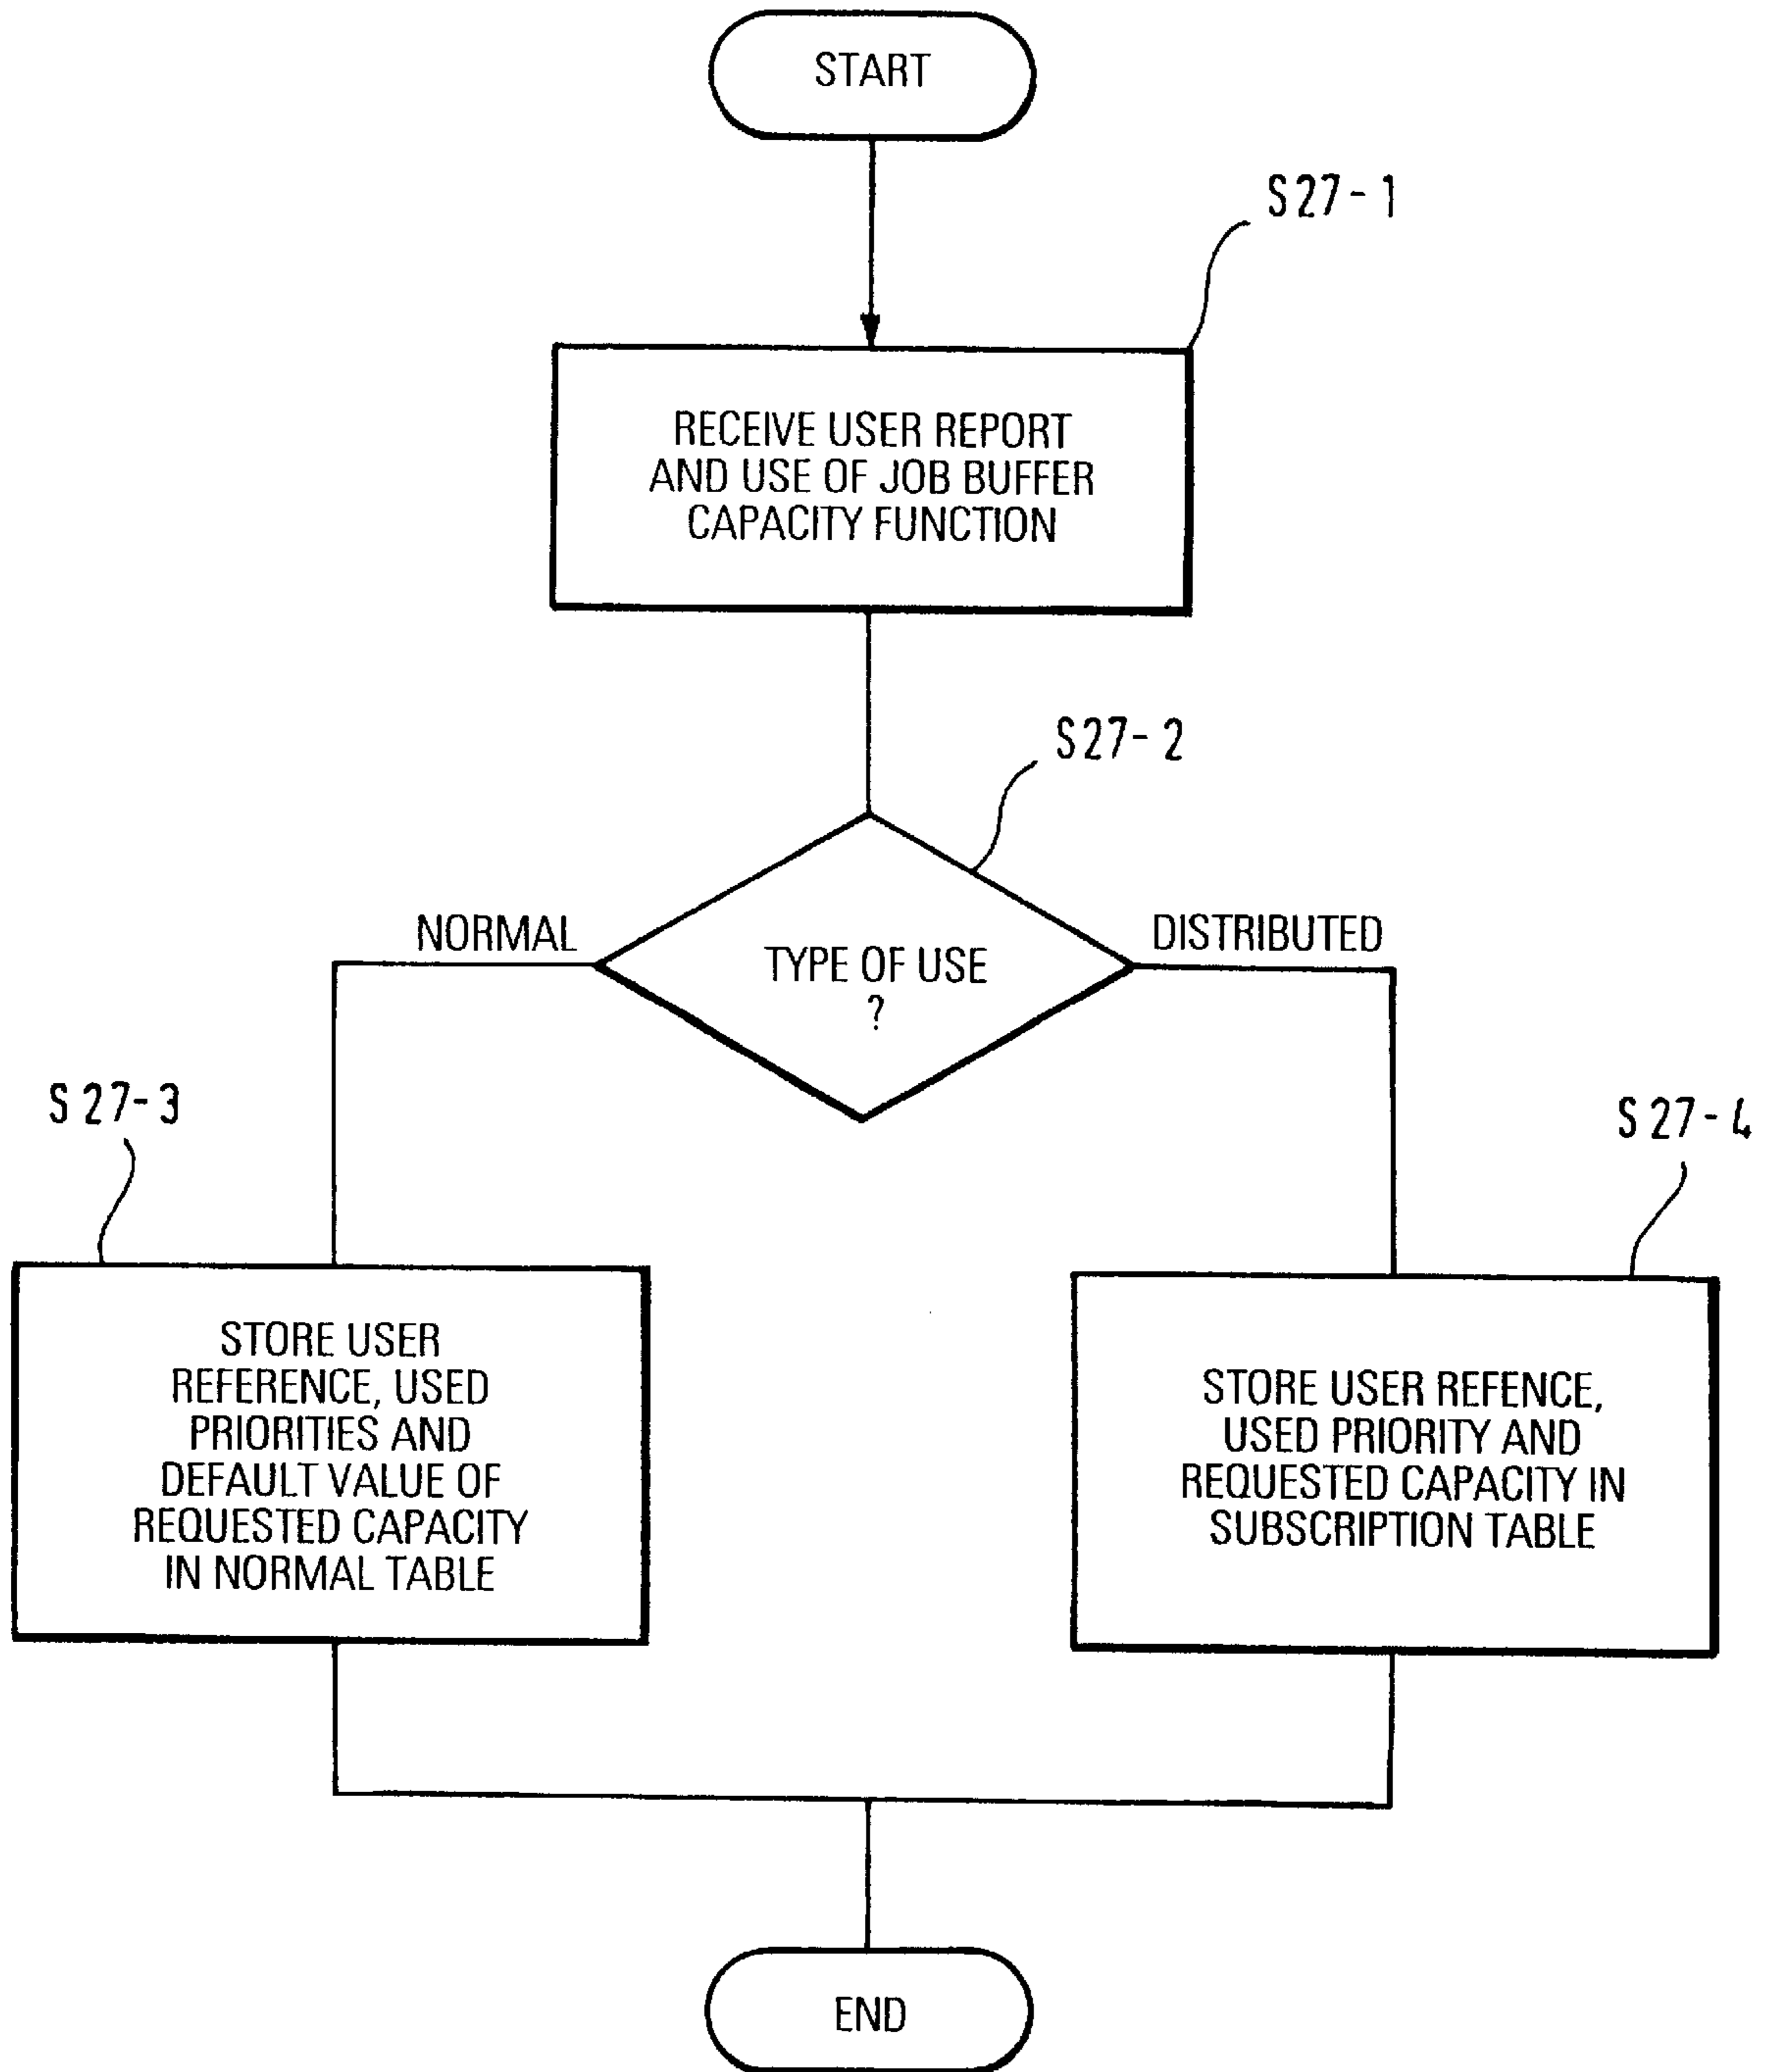 START
S27-1
RECEIVE USER REPORT
AND USE OF JOB BUFFER
CAPACITY FUNCTION
S27-2
NORMAL
DISTRIBUTED
TYPE OF USE
?
S27-3
S27-4
STORE USER
REFERENCE, USED
PRIORITIES AND
DEFAULT VALUE OF
REQUESTED CAPACITY
IN NORMAL TABLE
STORE USER REFENCE,
USED PRIORITY AND
REQUESTED CAPACITY IN
SUBSCRIPTION TABLE
END